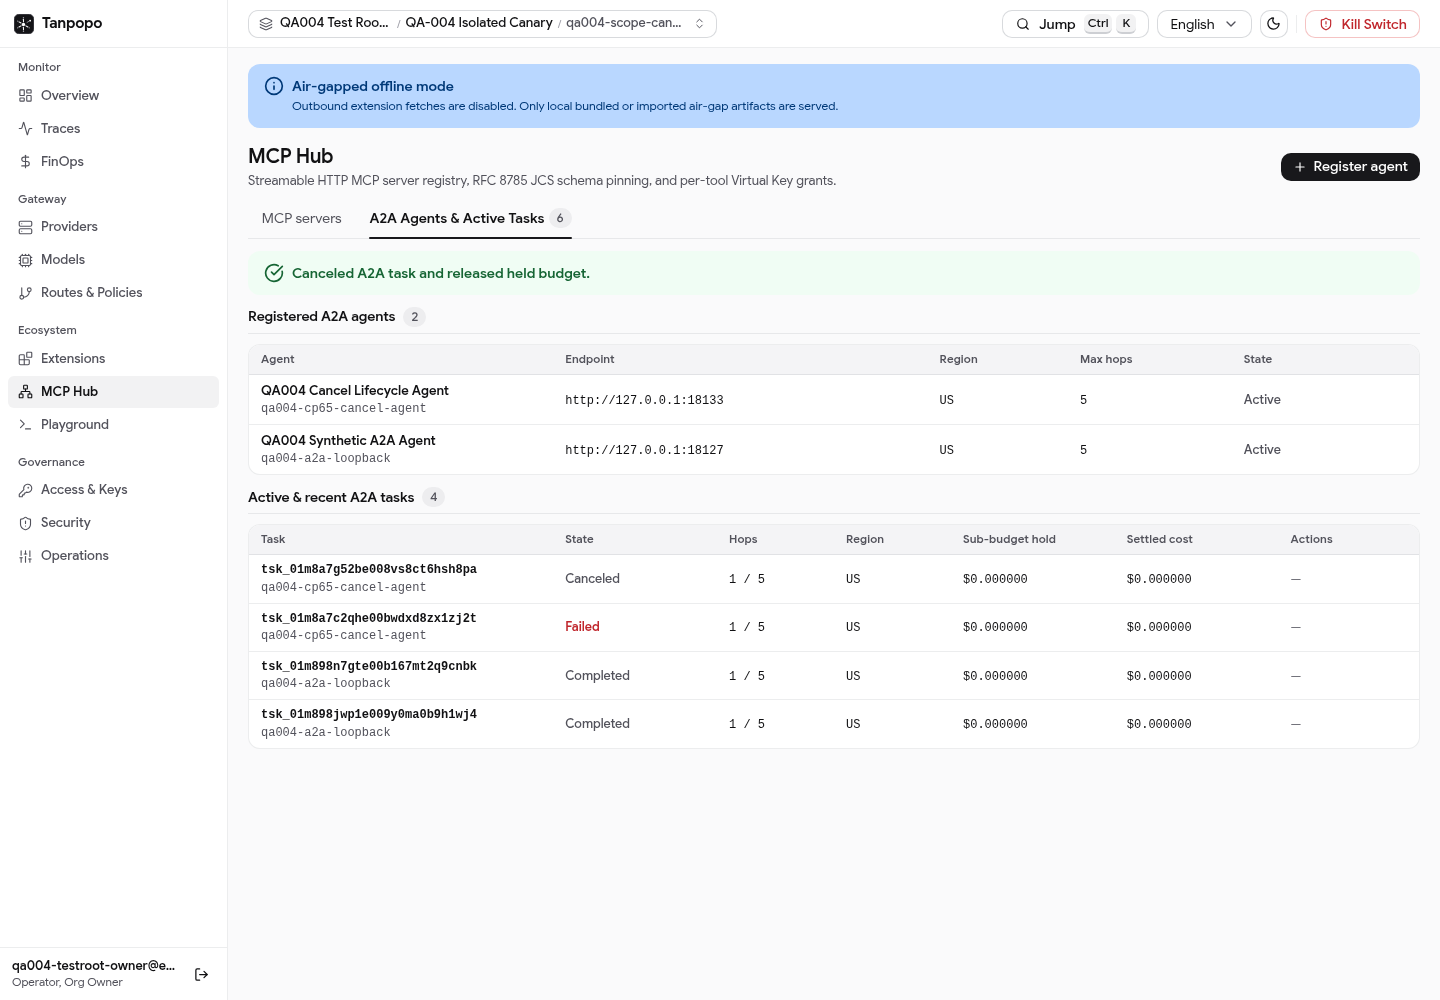 Tanpopo
QA004 Test Roo... / QA-004 Isolated Canary / qa004-scope-can...
Jump Ctrl K
English
Kill Switch
Monitor
Overview
Traces
FinOps
Gateway
Providers
Models
Routes & Policies
Ecosystem
Extensions
MCP Hub
Playground
Governance
Access & Keys
Security
Operations
qa004-testroot-owner@e...
Operator, Org Owner
Air-gapped offline mode
Outbound extension fetches are disabled. Only local bundled or imported air-gap artifacts are served.
MCP Hub
Streamable HTTP MCP server registry, RFC 8785 JCS schema pinning, and per-tool Virtual Key grants.
Register agent
MCP servers A2A Agents & Active Tasks 6
Canceled A2A task and released held budget.
Registered A2A agents 2
Agent Endpoint Region Max hops State
QA004 Cancel Lifecycle Agent
qa004-cp65-cancel-agent http://127.0.0.1:18133 US 5 Active
QA004 Synthetic A2A Agent
qa004-a2a-loopback http://127.0.0.1:18127 US 5 Active
Active & recent A2A tasks 4
Task State Hops Region Sub-budget hold Settled cost Actions
tsk_01m8a7g52be008vs8ct6hsh8pa
qa004-cp65-cancel-agent Canceled 1 / 5 US $0.000000 $0.000000 —
tsk_01m8a7c2qhe00bwdxd8zx1zj2t
qa004-cp65-cancel-agent Failed 1 / 5 US $0.000000 $0.000000 —
tsk_01m898n7gte00b167mt2q9cnbk
qa004-a2a-loopback Completed 1 / 5 US $0.000000 $0.000000 —
tsk_01m898jwp1e009y0ma0b9h1wj4
qa004-a2a-loopback Completed 1 / 5 US $0.000000 $0.000000 —